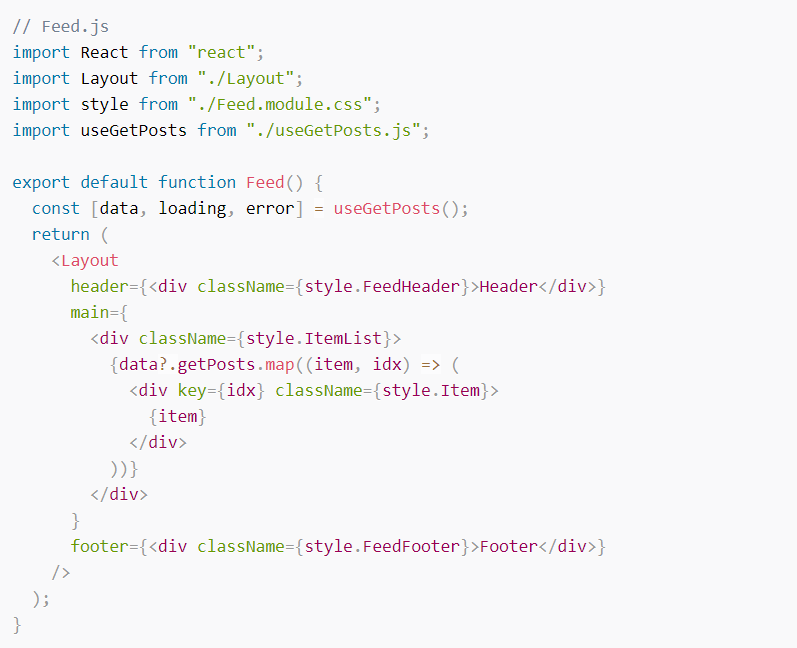 // Feed.js
import React from "react";
import Layout from "./Layout";
import style from "./Feed.module.css";
import useGetPosts from "./useGetPosts.js";

export default function Feed() {
  const [data, loading, error] = useGetPosts();
  return (
    <Layout
      header={<div className={style.FeedHeader}>Header</div>}
      main={
        <div className={style.ItemList}>
          {data?.getPosts.map((item, idx) => (
            <div key={idx} className={style.Item}>
              {item}
            </div>
          ))}
        </div>
      }
      footer={<div className={style.FeedFooter}>Footer</div>}
    />
  );
}